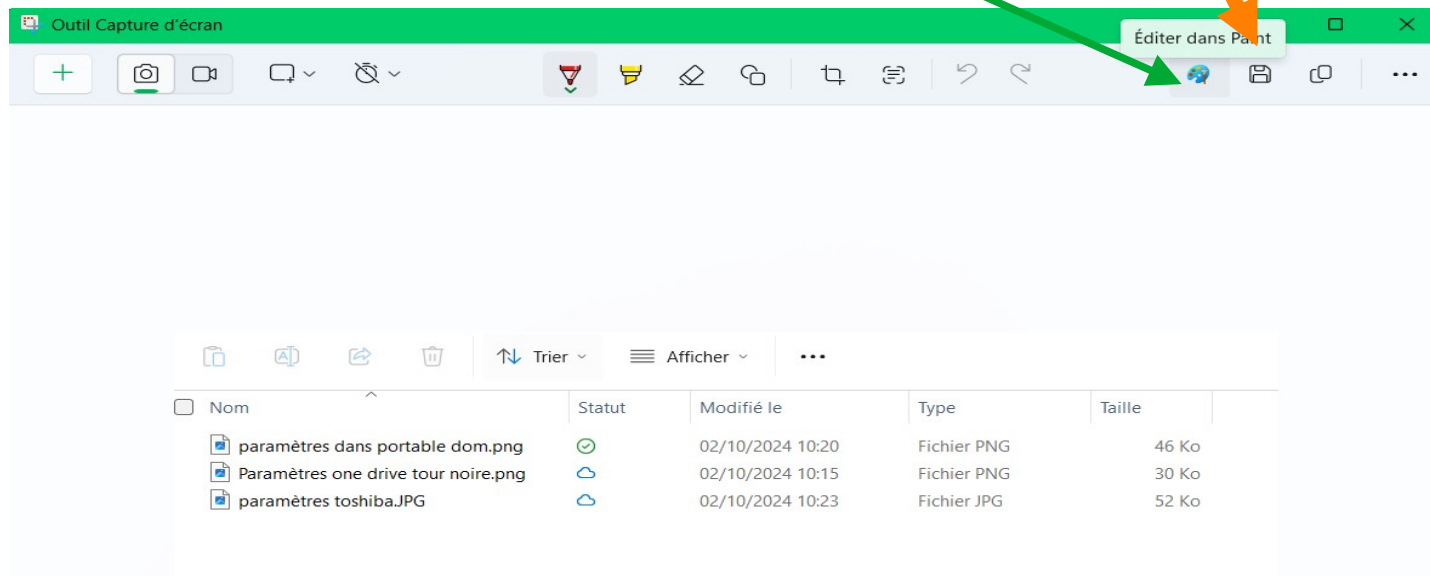 Outil Capture d'écran
Éditer dans Paint
Trier
Afficher
Nom Statut Modifié le Type Taille
paramètres dans portable dom.png 02/10/2024 10:20 Fichier PNG 46 Ko
Paramètres one drive tour noire.png 02/10/2024 10:15 Fichier PNG 30 Ko
paramètres toshiba.JPG 02/10/2024 10:23 Fichier JPG 52 Ko